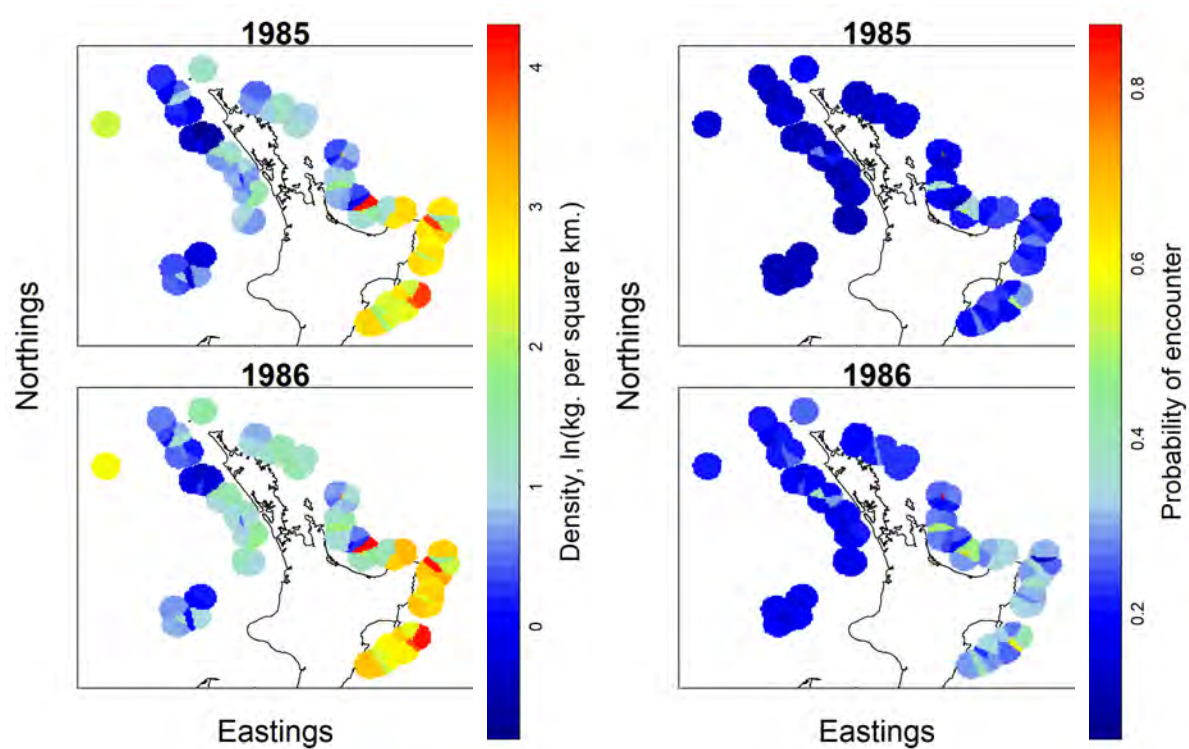 1985
1985
Northings
Northings
1986
1986
Eastings
Eastings
4
3
2
1
0
Density, ln(kg. per square km.)
0.8
0.6
0.4
0.2
Probability of encounter